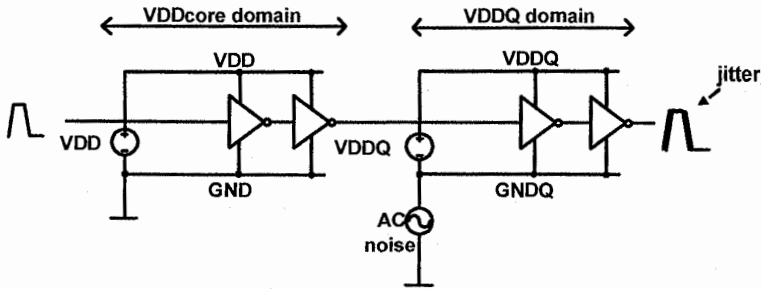 VDDcore domain
VDDQ domain
VDD
VDDQ
jitter
VDD
VDDQ
GND
GNDQ
AC
noise